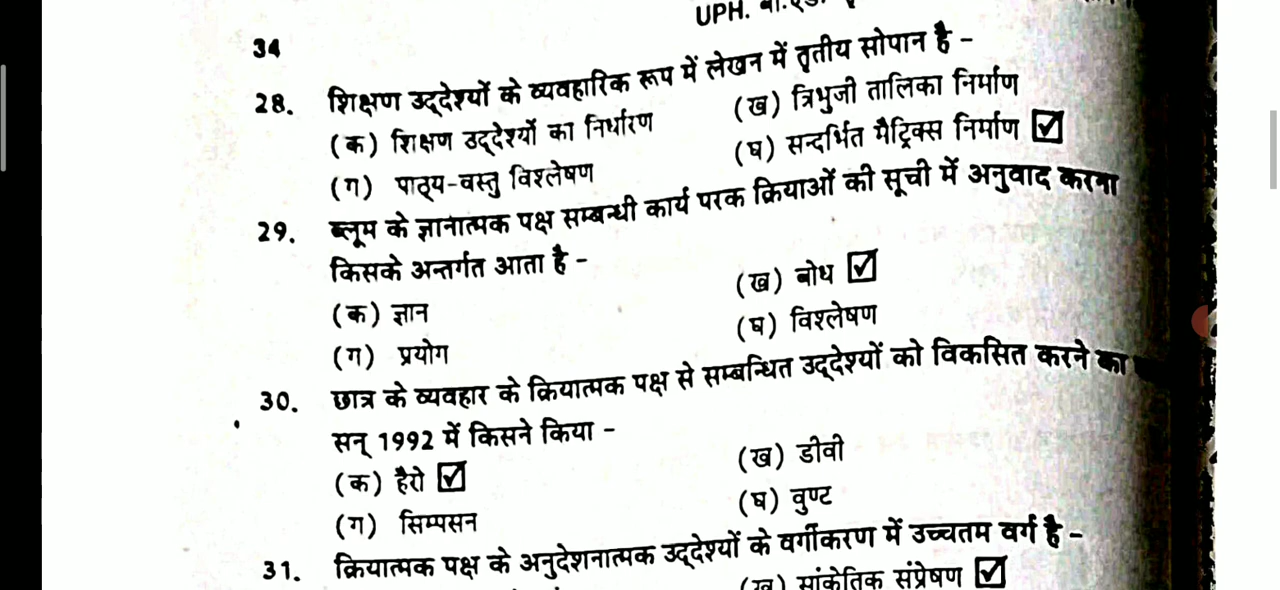 UPH. बी.एड.
34
28. शिक्षण उद्देश्यों के व्यवहारिक रूप में लेखन में तृतीय सोपान है –
(क) शिक्षण उद्देश्यों का निर्धारण (ख) त्रिभुजी तालिका निर्माण
(ग) पाठ्य-वस्तु विश्लेषण (घ) सन्दर्भित मैट्रिक्स निर्माण ☑
29. ब्लूम के ज्ञानात्मक पक्ष सम्बन्धी कार्य परक क्रियाओं की सूची में अनुवाद करना
किसके अन्तर्गत आता है –
(क) ज्ञान (ख) बोध ☑
(ग) प्रयोग (घ) विश्लेषण
30. छात्र के व्यवहार के क्रियात्मक पक्ष से सम्बन्धित उद्देश्यों को विकसित करने का
सन् 1992 में किसने किया –
(क) हैरो ☑ (ख) डीवी
(ग) सिम्पसन (घ) वुण्ट
31. क्रियात्मक पक्ष के अनुदेशनात्मक उद्देश्यों के वर्गीकरण में उच्चतम वर्ग है –
(ख) सांकेतिक संप्रेषण ☑